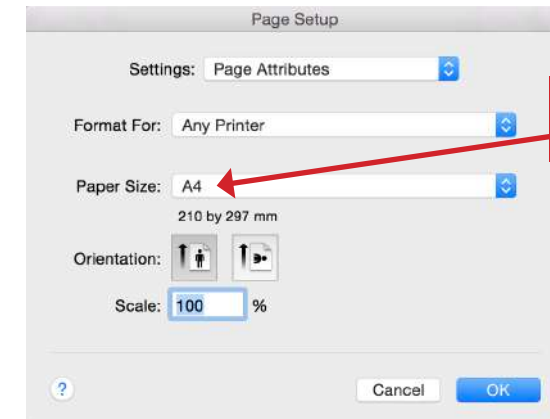 Page Setup
Settings: Page Attributes
Format For: Any Printer
Paper Size: A4
210 by 297 mm
Orientation:
Scale: 100 %
? Cancel OK